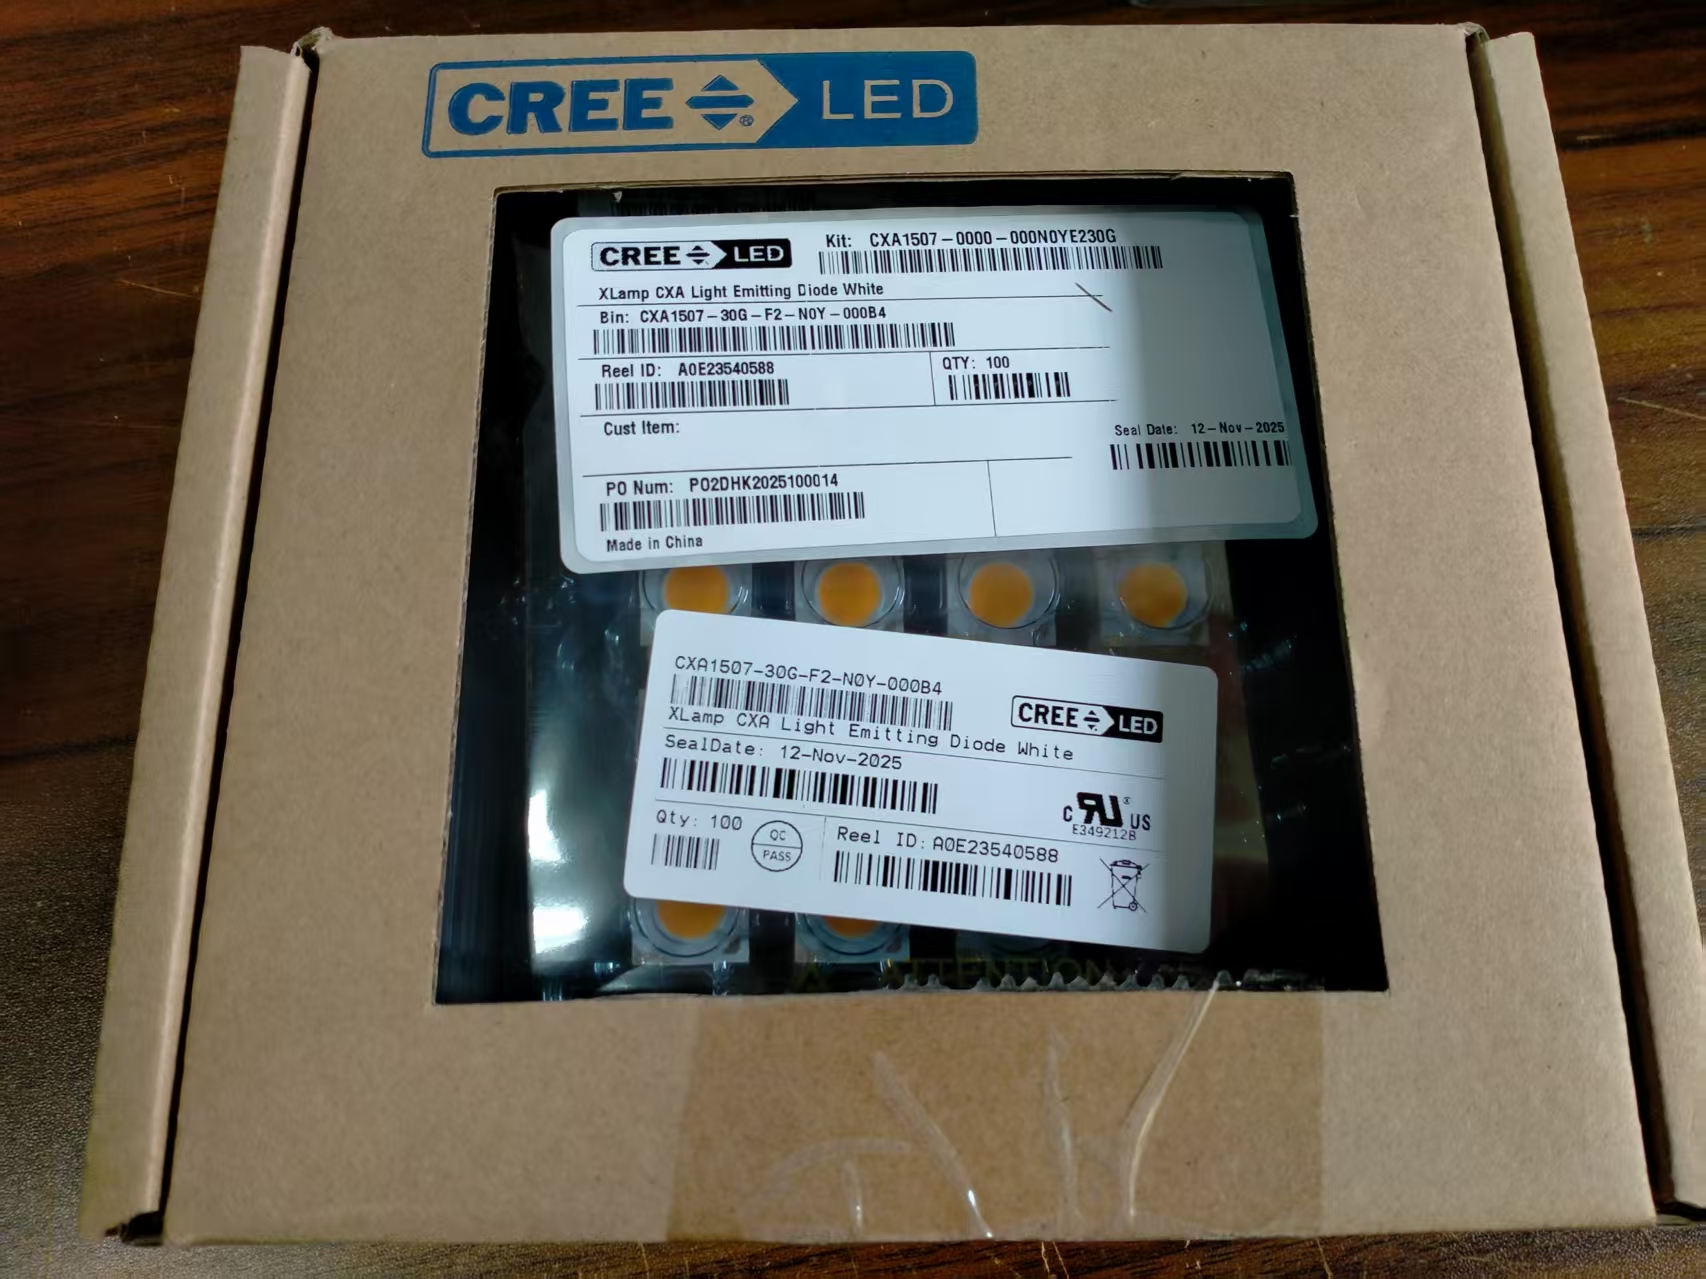 CREE ® LED
CREE LED
Kit: CXA1507-0000-000N0YE230G
XLamp CXA Light Emitting Diode White
Bin: CXA1507-30G-F2-N0Y-000B4
Reel ID: A0E23540588
QTY: 100
Cust Item:
Seal Date: 12-Nov-2025
PO Num: PO2DHK2025100014
Made in China
CXA1507-30G-F2-N0Y-000B4
CREE LED
XLamp CXA Light Emitting Diode White
SealDate: 12-Nov-2025
c RU ® US
E349212B
Qty: 100
QC
PASS
Reel ID: A0E23540588
ATTENTION